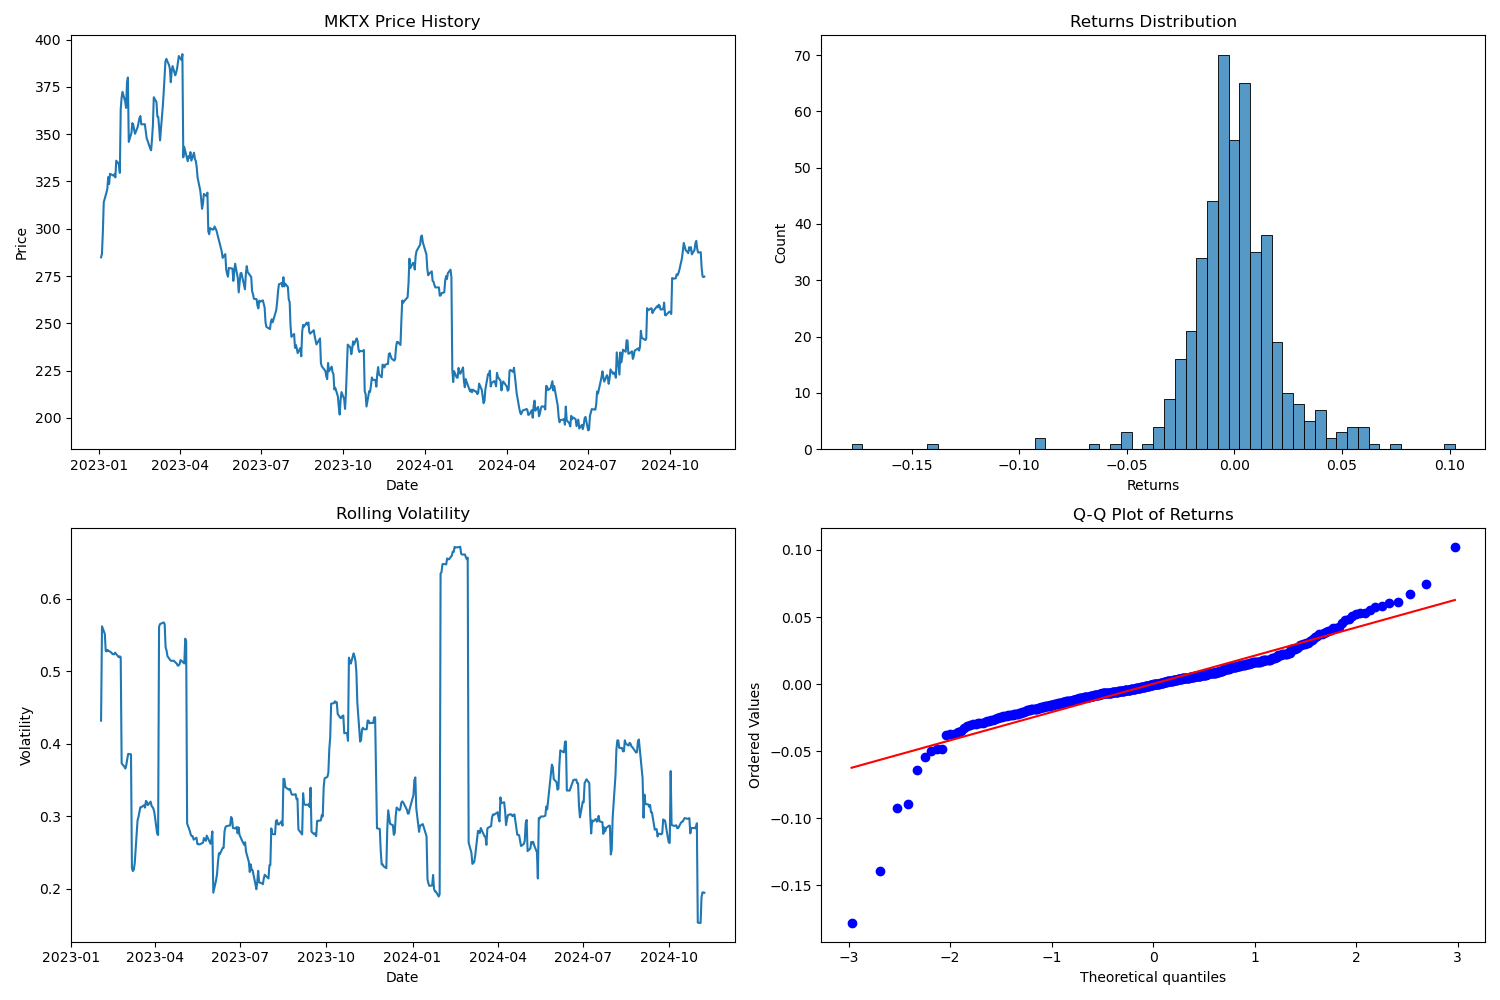 MKTX Price History
400
375
350
325
300
275
250
225
200
Price
2023-01 2023-04 2023-07 2023-10 2024-01 2024-04 2024-07 2024-10
Date
Returns Distribution
70
60
50
40
30
20
10
0
Count
−0.15 −0.10 −0.05 0.00 0.05 0.10
Returns
Rolling Volatility
0.6
0.5
0.4
0.3
0.2
Volatility
2023-01 2023-04 2023-07 2023-10 2024-01 2024-04 2024-07 2024-10
Date
Q-Q Plot of Returns
0.10
0.05
0.00
−0.05
−0.10
−0.15
Ordered Values
−3 −2 −1 0 1 2 3
Theoretical quantiles